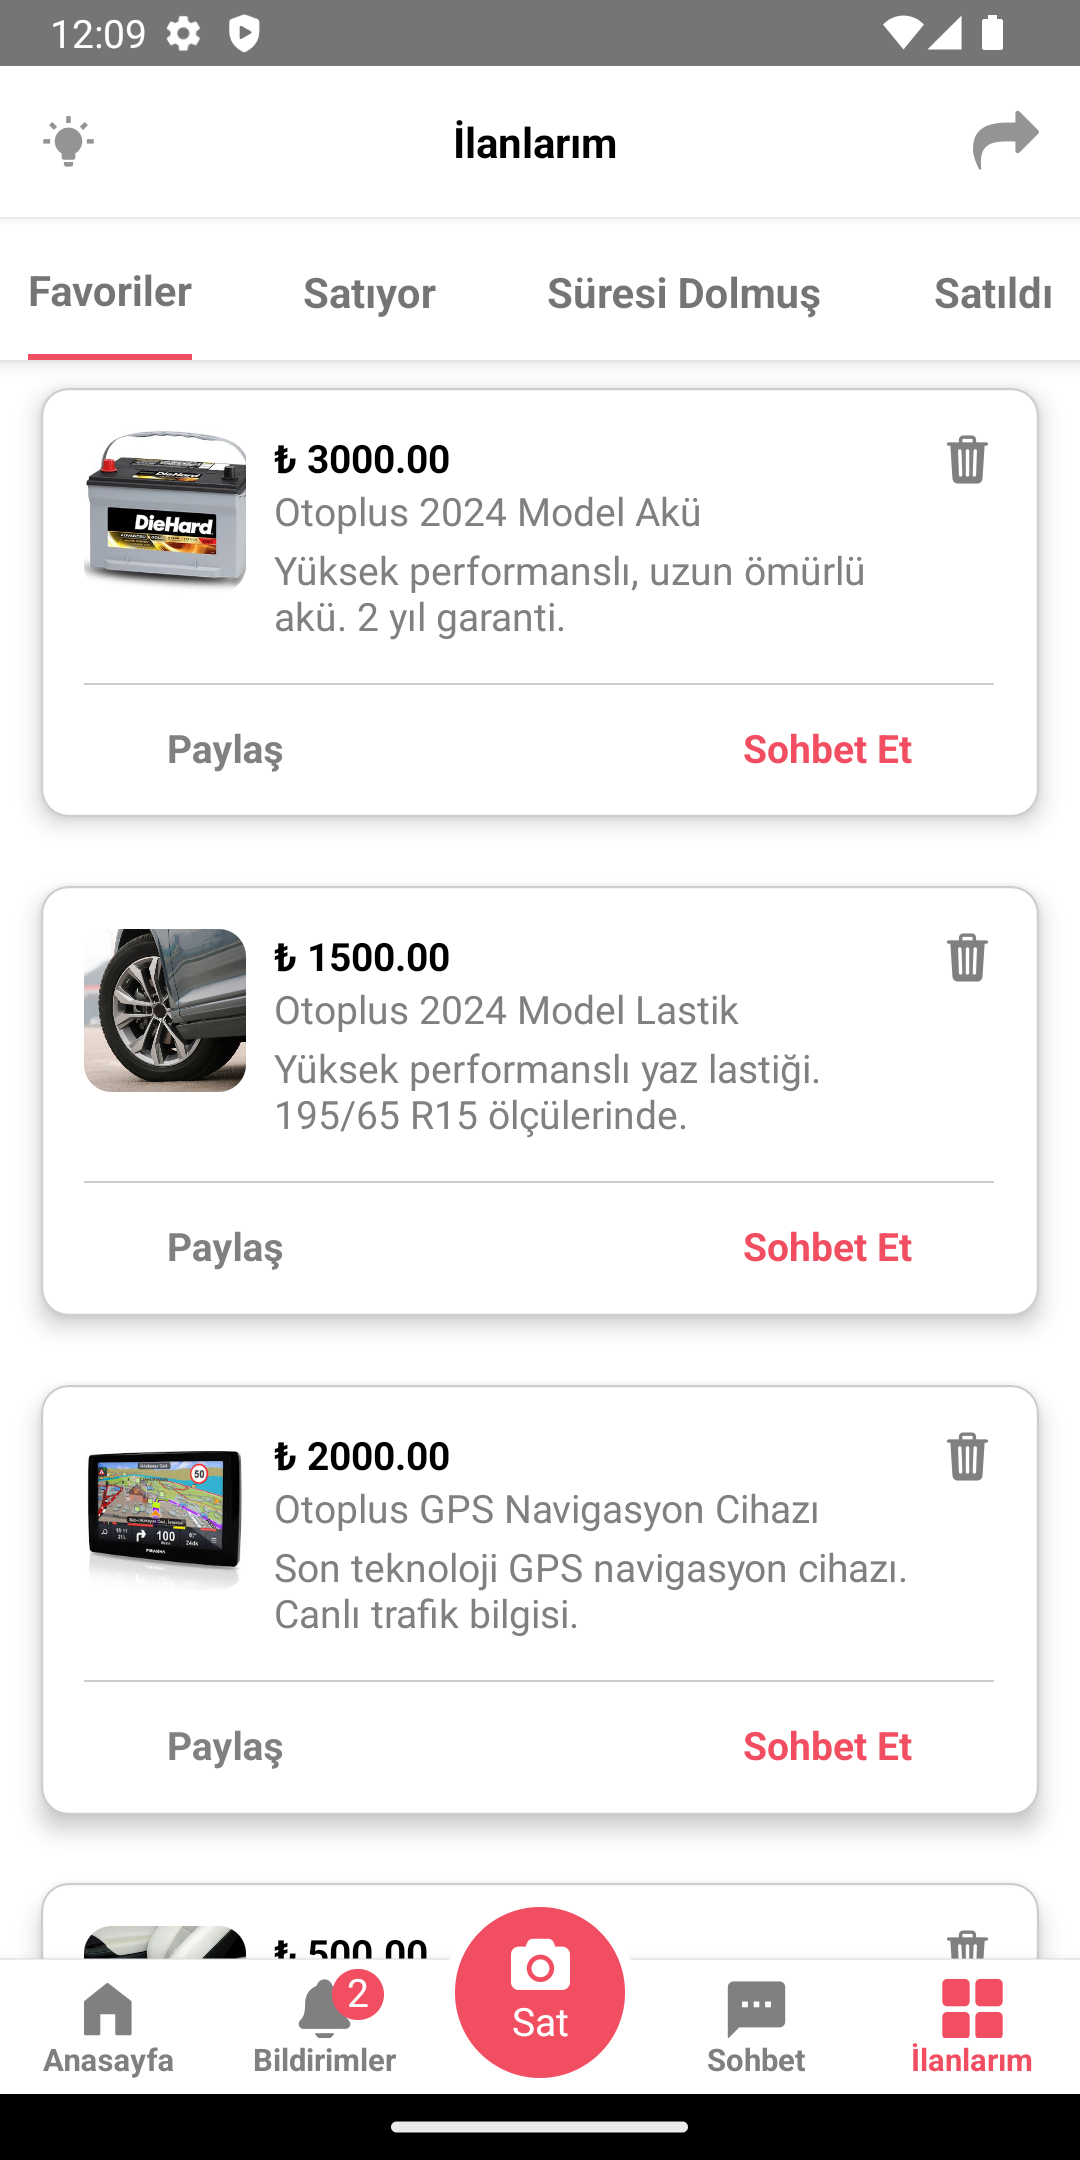 12:09
İlanlarım
Favoriler
Satıyor
Süresi Dolmuş
Satıldı
DieHard
₺ 3000.00
Otoplus 2024 Model Akü
Yüksek performanslı, uzun ömürlü
akü. 2 yıl garanti.
Paylaş
Sohbet Et
₺ 1500.00
Otoplus 2024 Model Lastik
Yüksek performanslı yaz lastiği.
195/65 R15 ölçülerinde.
Paylaş
Sohbet Et
50
100
₺ 2000.00
Otoplus GPS Navigasyon Cihazı
Son teknoloji GPS navigasyon cihazı.
Canlı trafik bilgisi.
Paylaş
Sohbet Et
₺ 500.00
Anasayfa
2
Bildirimler
Sat
Sohbet
İlanlarım